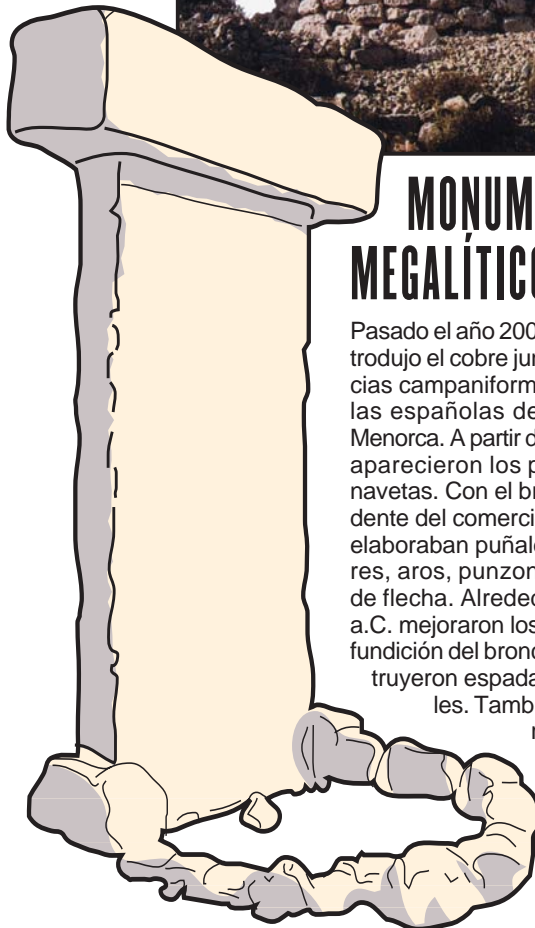 MONUM
MEGALÍTICO
Pasado el año 200
trodujo el cobre jun
cias campaniform
las españolas de
Menorca. A partir d
aparecieron los p
navetas. Con el br
dente del comerci
elaboraban puñale
res, aros, punzon
de flecha. Alreded
a.C. mejoraron los
fundición del bronc
truyeron espada
les. Tamb